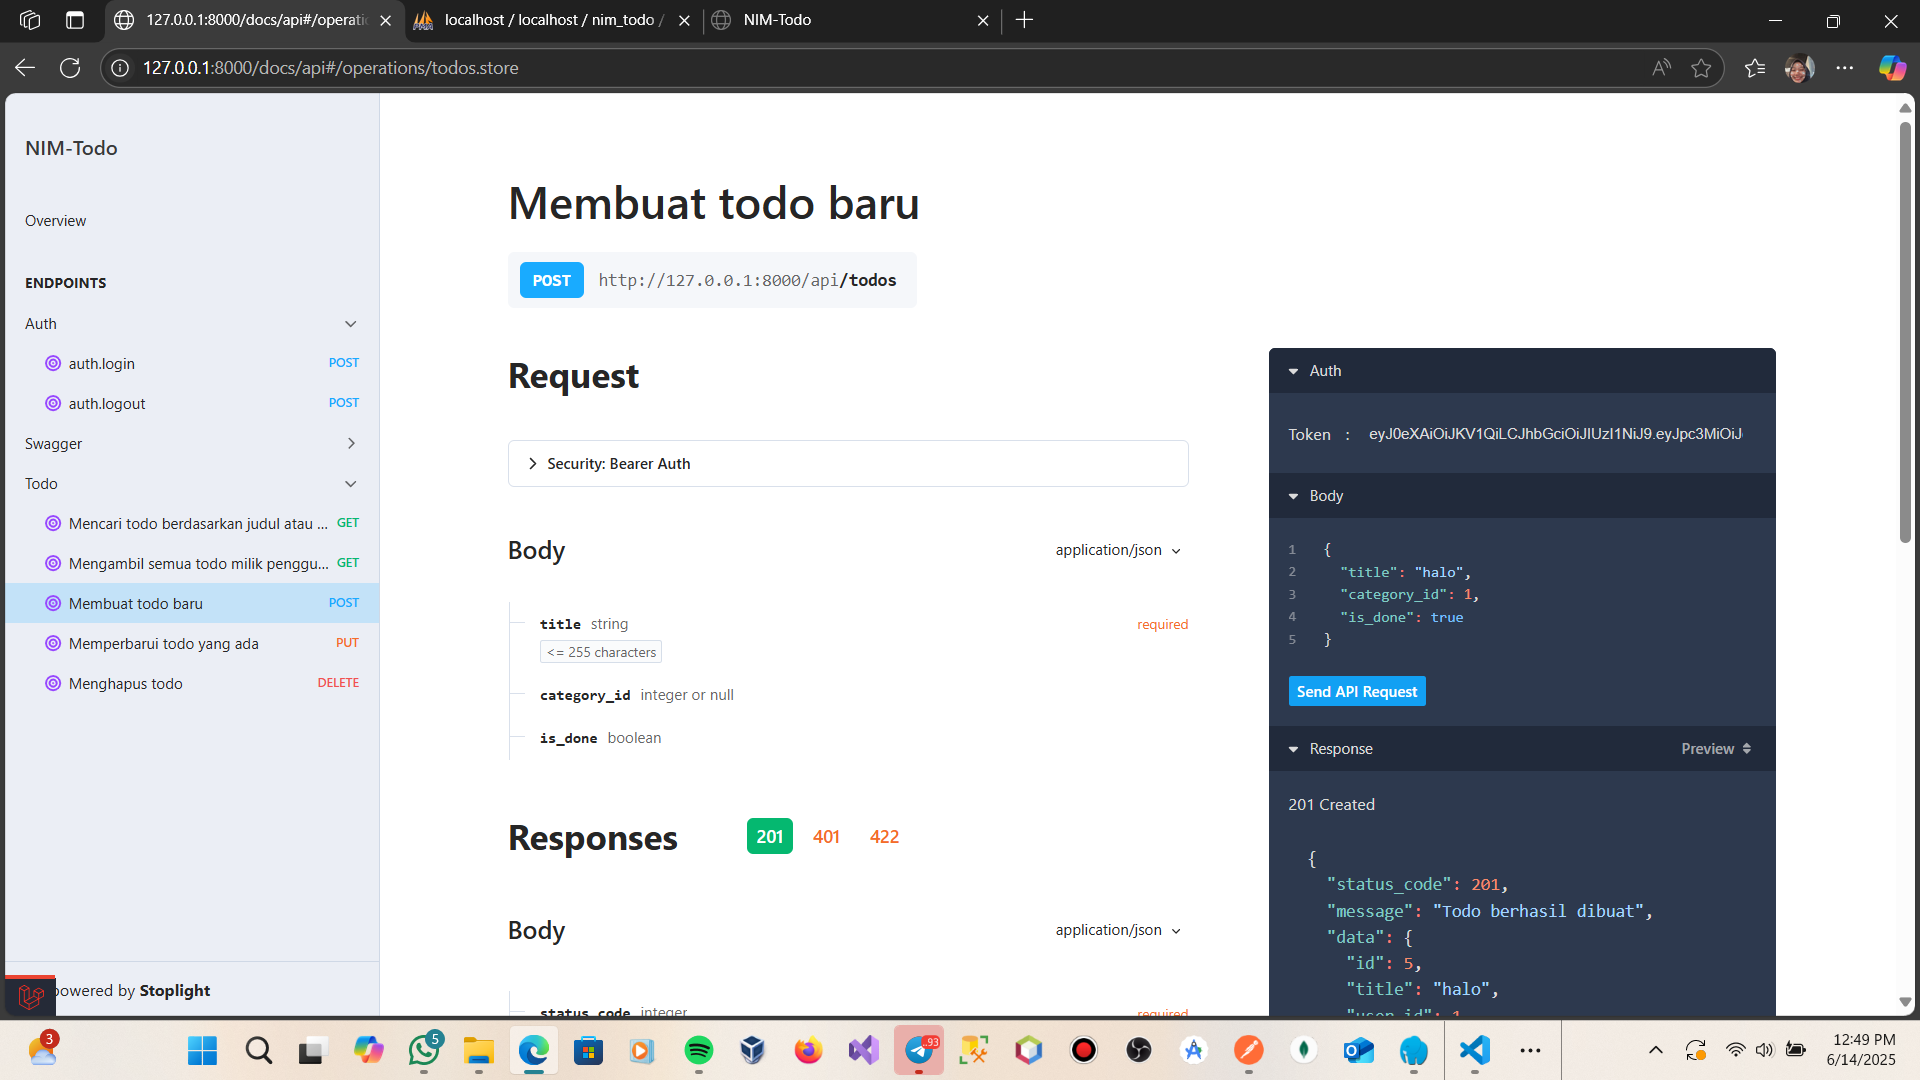 127.0.0.1:8000/docs/api#/operatio
localhost / localhost / nim_todo /
NIM-Todo
127.0.0.1:8000/docs/api#/operations/todos.store
NIM-Todo
Overview
ENDPOINTS
Auth
auth.login POST
auth.logout POST
Swagger
Todo
Mencari todo berdasarkan judul atau ... GET
Mengambil semua todo milik penggu... GET
Membuat todo baru POST
Memperbarui todo yang ada PUT
Menghapus todo DELETE
powered by Stoplight
Membuat todo baru
POST http://127.0.0.1:8000/api/todos
Request
Security: Bearer Auth
Body application/json
title string required
<= 255 characters
category_id integer or null
is_done boolean
Responses 201 401 422
Body application/json
status_code integer required
Auth
Token : eyJ0eXAiOiJKV1QiLCJhbGciOiJIUzI1NiJ9.eyJpc3MiOiJ
Body
1 {
2 "title": "halo",
3 "category_id": 1,
4 "is_done": true
5 }
Send API Request
Response Preview
201 Created
{
"status_code": 201,
"message": "Todo berhasil dibuat",
"data": {
"id": 5,
"title": "halo",
"user_id": 1
3
5
.93
12:49 PM
6/14/2025